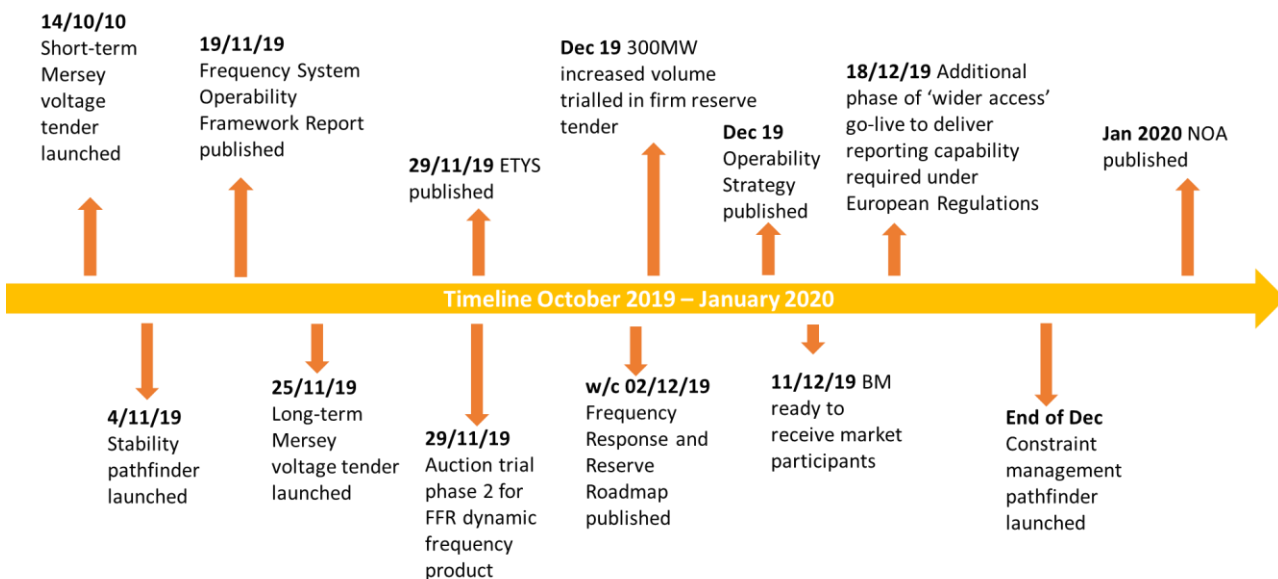 14/10/10
Short-term
Mersey
voltage
tender
launched
19/11/19
Frequency System
Operability
Framework Report
published
29/11/19 ETYS
published
Dec 19 300MW
increased volume
trialled in firm reserve
tender
Dec 19
Operability
Strategy
published
18/12/19 Additional
phase of ‘wider access’
go-live to deliver
reporting capability
required under
European Regulations
Jan 2020 NOA
published
Timeline October 2019 – January 2020
4/11/19
Stability
pathfinder
launched
25/11/19
Long-term
Mersey
voltage tender
launched
29/11/19
Auction trial
phase 2 for
FFR dynamic
frequency
product
w/c 02/12/19
Frequency
Response and
Reserve
Roadmap
published
11/12/19 BM
ready to
receive market
participants
End of Dec
Constraint
management
pathfinder
launched